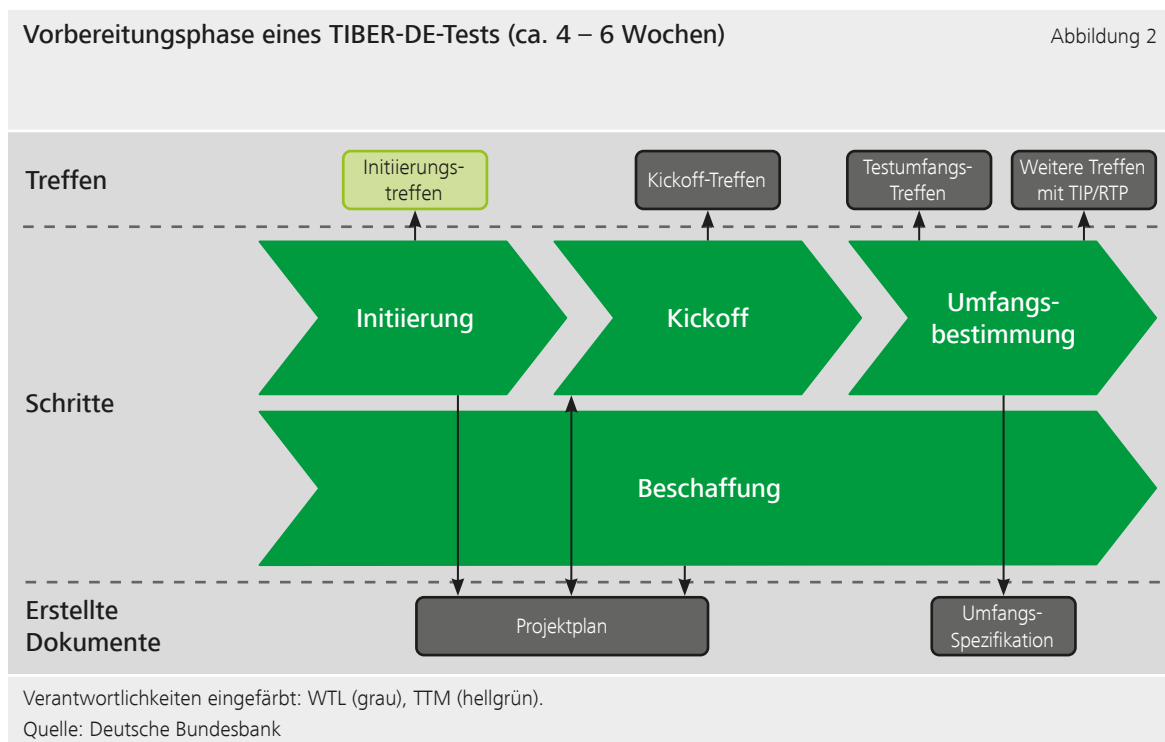 Vorbereitungsphase eines TIBER-DE-Tests (ca. 4 – 6 Wochen)
Abbildung 2
Treffen
Initiierungs-
treffen
Kickoff-Treffen
Testumfangs-
Treffen
Weitere Treffen
mit TIP/RTP
Schritte
Initiierung
Kickoff
Umfangs-
bestimmung
Beschaffung
Erstellte
Dokumente
Projektplan
Umfangs-
Spezifikation
Verantwortlichkeiten eingefärbt: WTL (grau), TTM (hellgrün).
Quelle: Deutsche Bundesbank